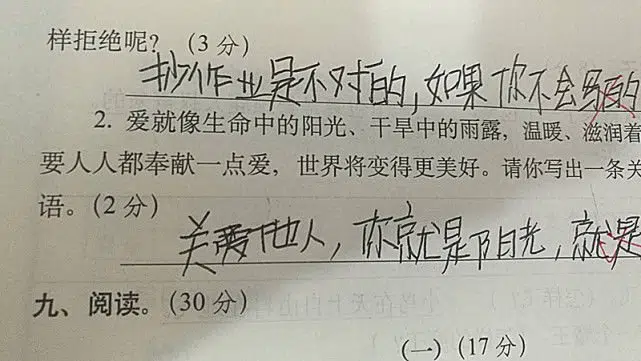 样拒绝呢？（3 分）
抄作业是不对的，如果你不会
2. 爱就像生命中的阳光、干旱中的雨露，温暖、滋润着
要人人都奉献一点爱，世界将变得更美好。请你写出一条关
语。（2 分）
关爱他人，你就是阳光，就是
九、阅读。（30 分）
（一）（17 分）